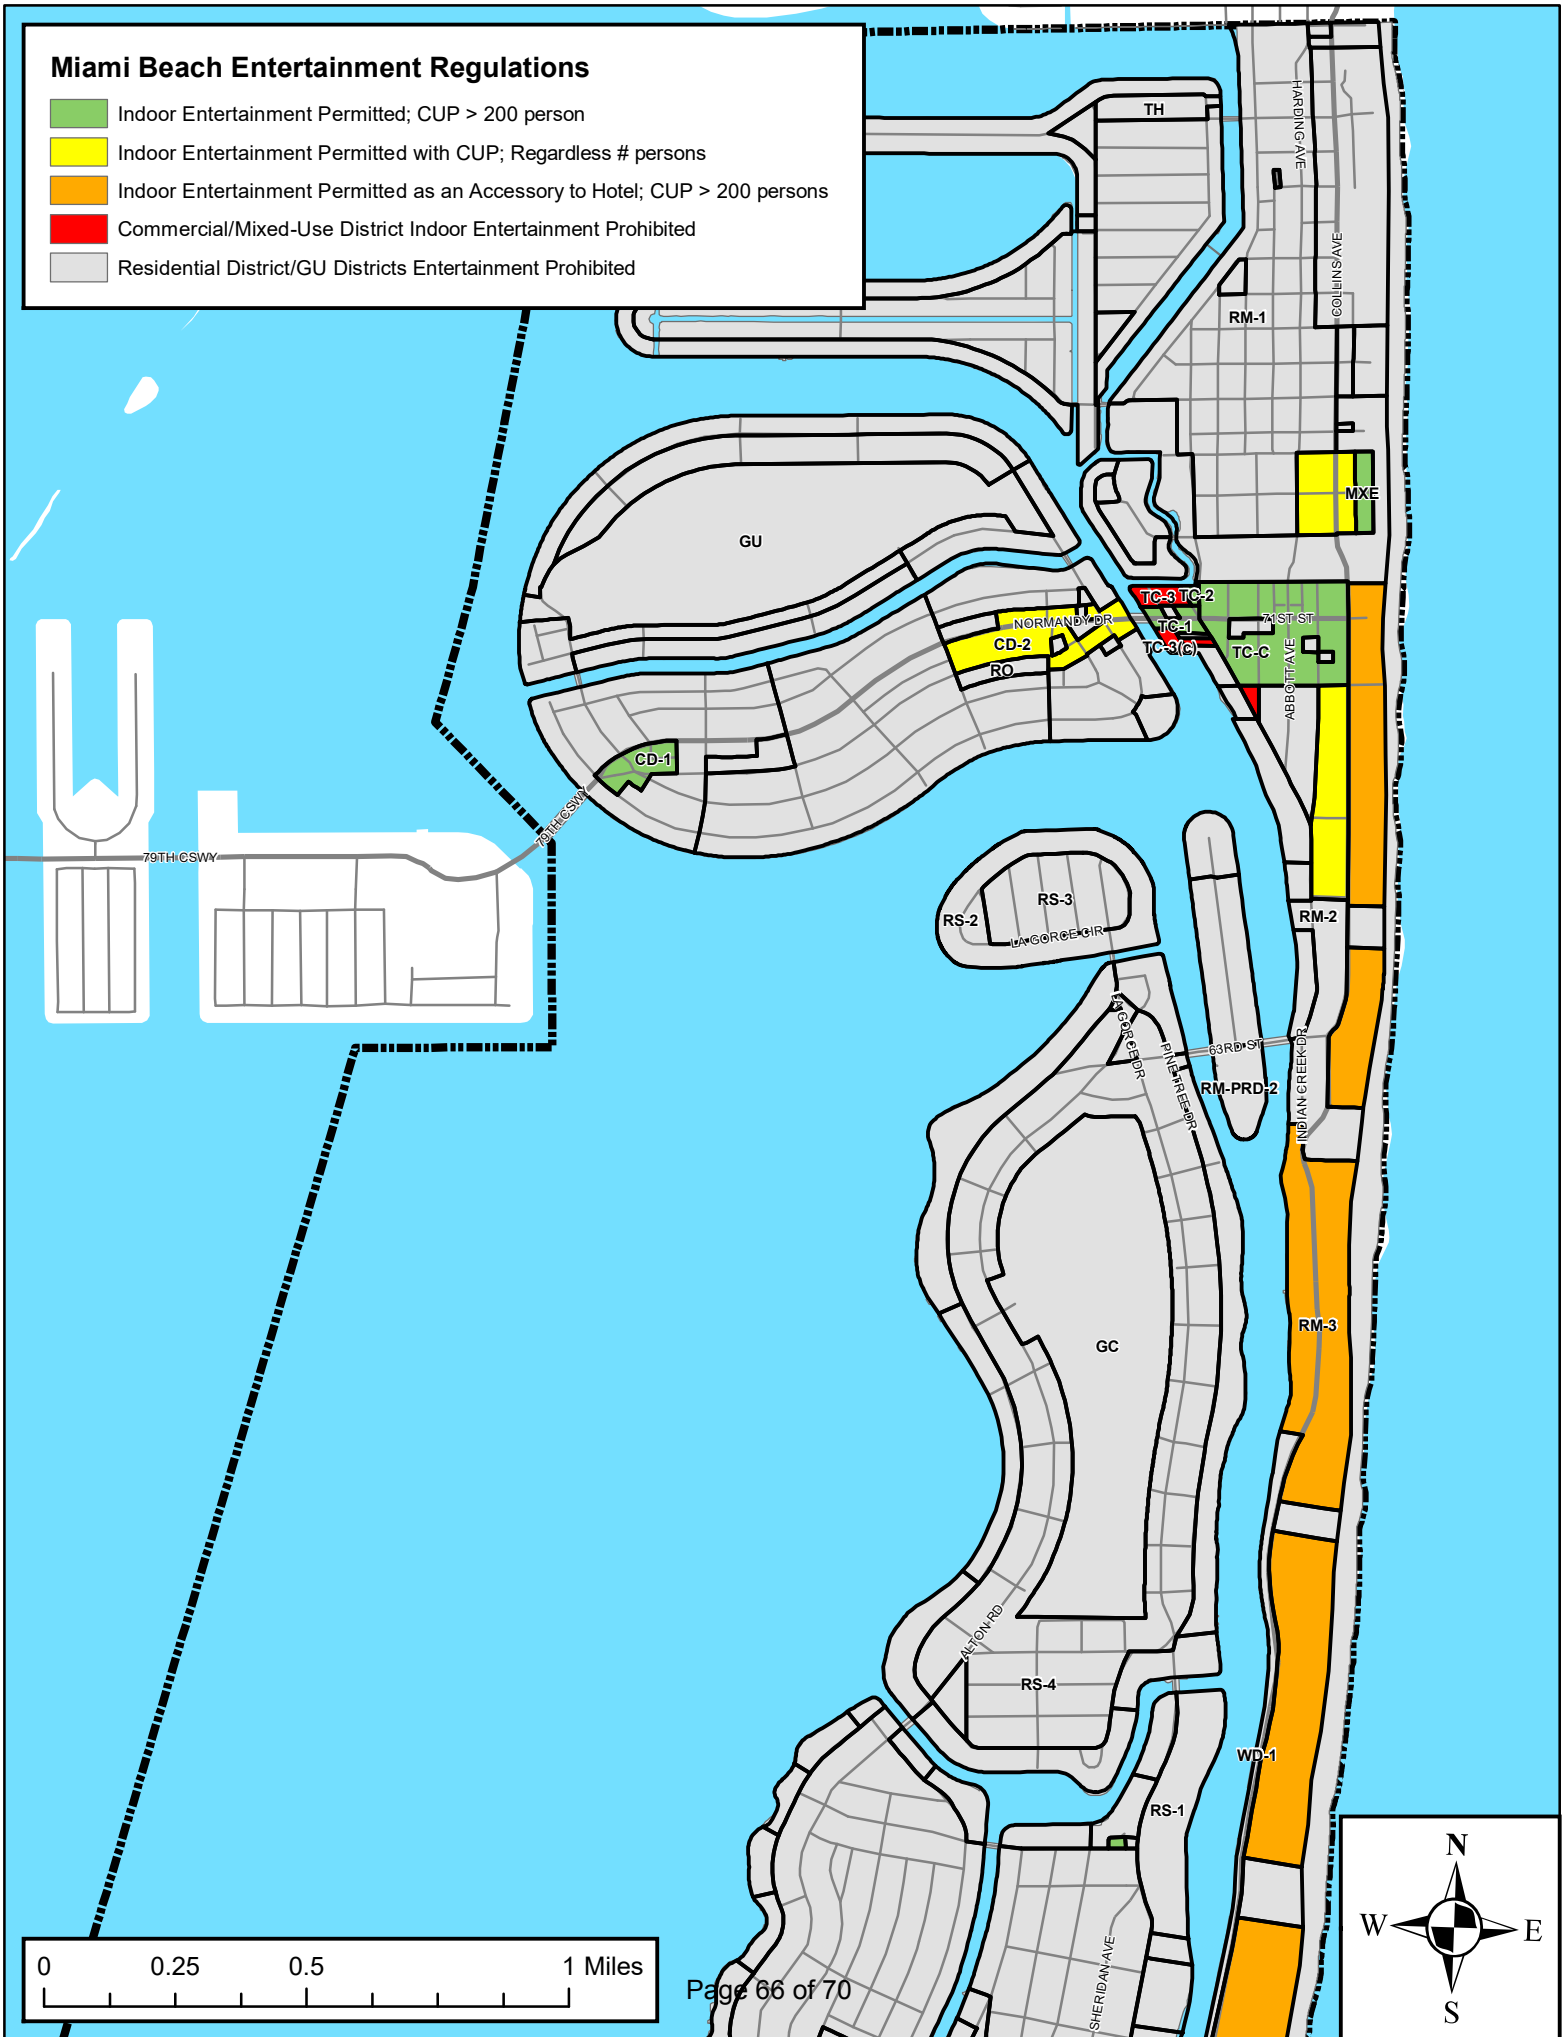 Miami Beach Entertainment Regulations
Indoor Entertainment Permitted; CUP > 200 person
Indoor Entertainment Permitted with CUP; Regardless # persons
Indoor Entertainment Permitted as an Accessory to Hotel; CUP > 200 persons
Commercial/Mixed-Use District Indoor Entertainment Prohibited
Residential District/GU Districts Entertainment Prohibited
TH
HARDING AVE
COLLINS AVE
RM-1
MXE
GU
TC-3
TC-2
NORMANDY DR
71ST ST
TC-1
CD-2
TC-3(c)
TC-C
RO
ABBOTT AVE
CD-1
79TH CSWY
79TH CSWY
RS-3
RS-2
RM-2
LA GORCE CIR
LA GORCE DR
PINE TREE DR
63RD ST
INDIAN CREEK DR
RM-PRD-2
RM-3
GC
ALTON RD
RS-4
WD-1
RS-1
N
W
E
S
SHERIDAN AVE
0 0.25 0.5 1 Miles
Page 66 of 70